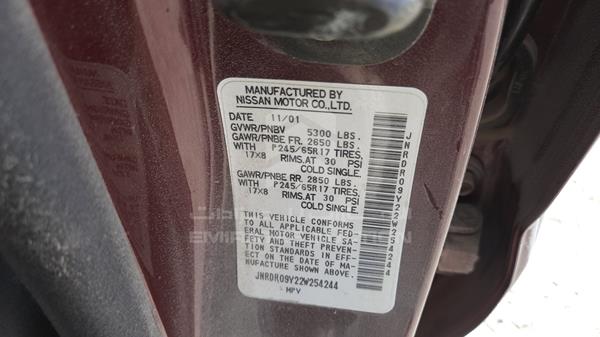 MANUFACTURED BY
NISSAN MOTOR CO., LTD.
DATE 11/01
GVWR/PNBV 5300 LBS.
GAWR/PNBE FR. 2650 LBS.
WITH P245/65R17 TIRES,
17X8 RIMS.AT 30 PSI
COLD SINGLE.
GAWR/PNBE RR. 2850 LBS.
WITH P245/65R17 TIRES,
17X8 RIMS.AT 30 PSI
COLD SINGLE.
THIS VEHICLE CONFORMS
TO ALL APPLICABLE FED-
ERAL MOTOR VEHICLE SA-
FETY AND THEFT PREVEN-
TION STANDARDS IN EFF-
ECT ON THE DATE OF MA-
NUFACTURE SHOWN ABOVE.
JNRDR09Y22W254244
MPV
JNRDR09Y22W254244